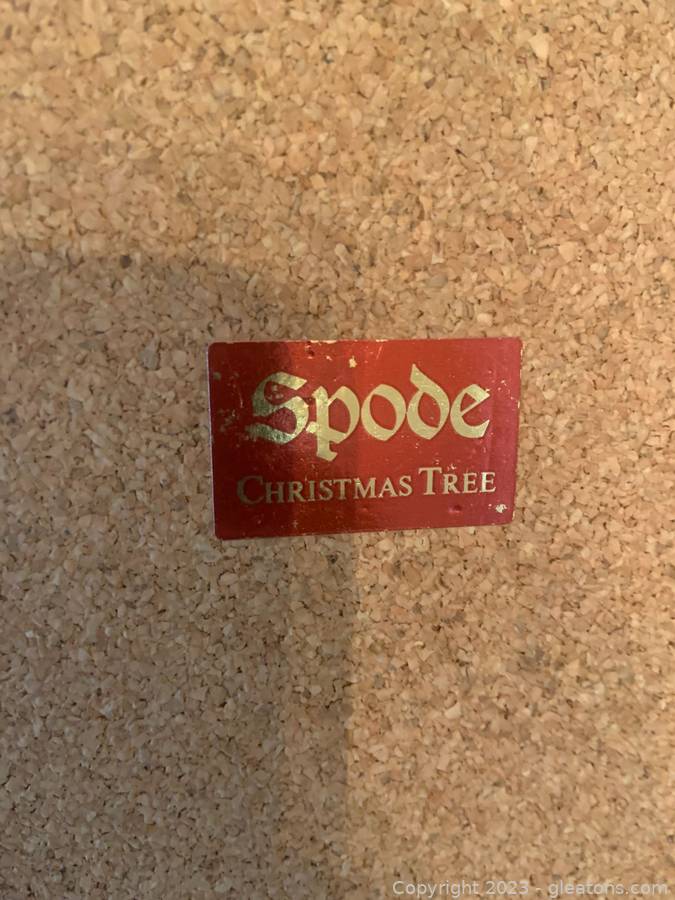 Spode
CHRISTMAS TREE
Copyright 2023 - gleatons.com